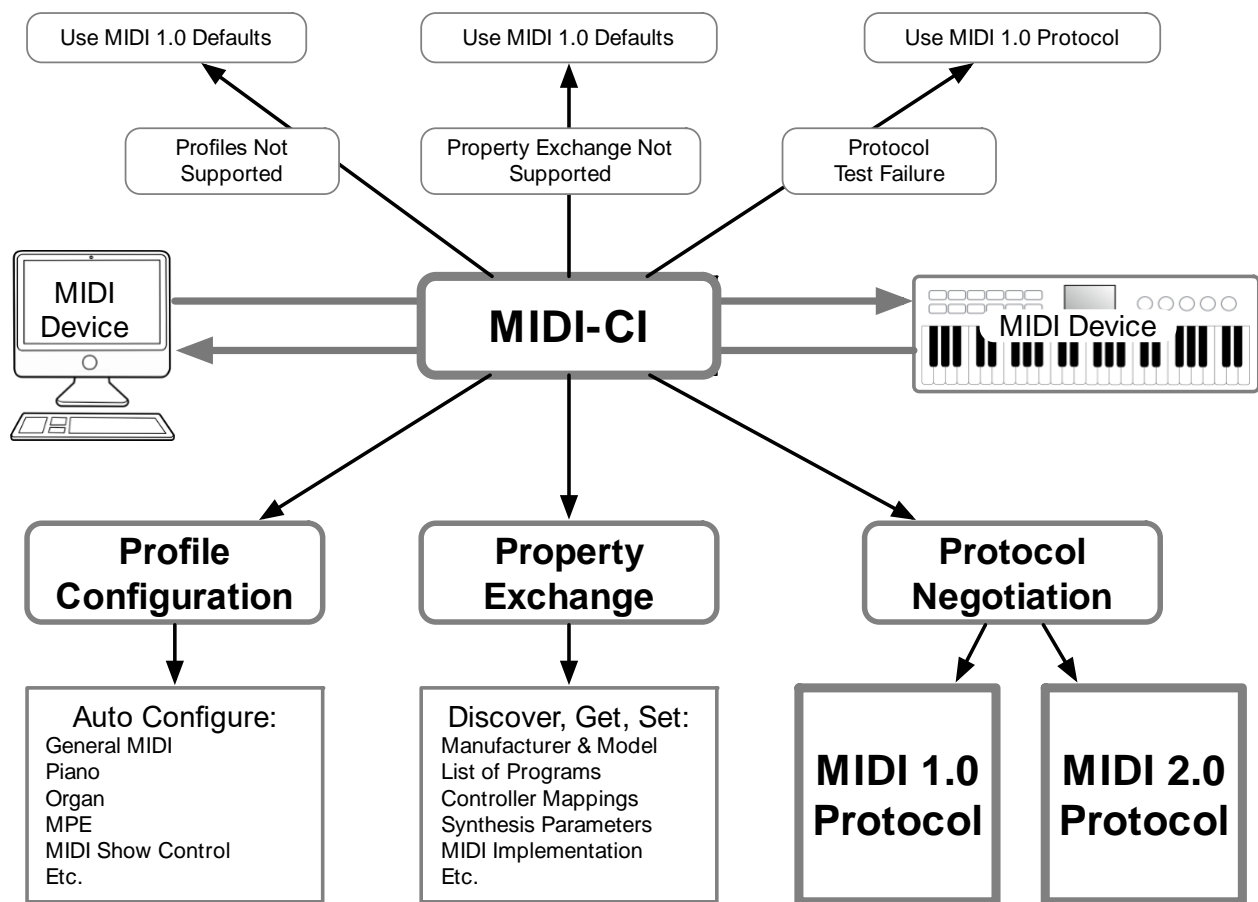 Use MIDI 1.0 Defaults
Use MIDI 1.0 Defaults
Use MIDI 1.0 Protocol
Profiles Not
Supported
Property Exchange Not
Supported
Protocol
Test Failure
MIDI
Device
MIDI-CI
MIDI Device
Profile
Configuration
Property
Exchange
Protocol
Negotiation
Auto Configure:
General MIDI
Piano
Organ
MPE
MIDI Show Control
Etc.
Discover, Get, Set:
Manufacturer & Model
List of Programs
Controller Mappings
Synthesis Parameters
MIDI Implementation
Etc.
MIDI 1.0
Protocol
MIDI 2.0
Protocol